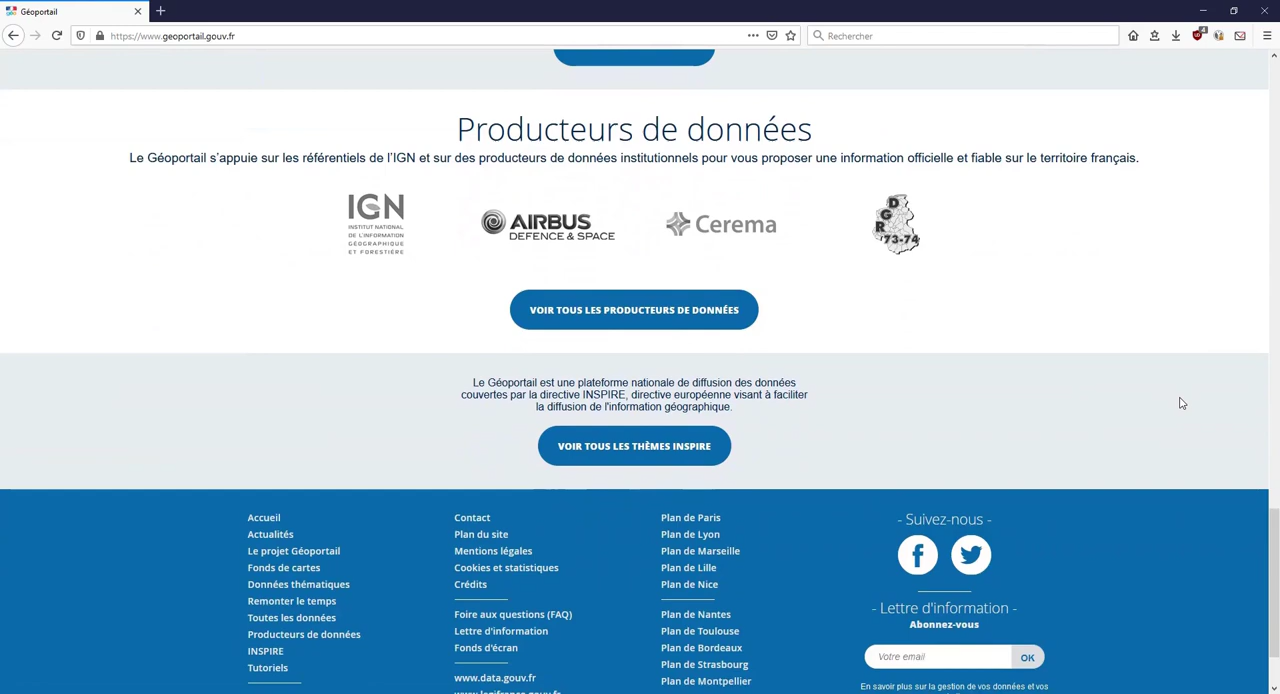 Géoportail
https://www.geoportail.gouv.fr
Rechercher
Producteurs de données
Le Géoportail s'appuie sur les référentiels de l'IGN et sur des producteurs de données institutionnels pour vous proposer une information officielle et fiable sur le territoire français.
IGN
INSTITUT NATIONAL
DE L'INFORMATION
GÉOGRAPHIQUE
ET FORESTIÈRE
AIRBUS
DEFENCE & SPACE
Cerema
D
G
R
73-74
VOIR TOUS LES PRODUCTEURS DE DONNÉES
Le Géoportail est une plateforme nationale de diffusion des données
couvertes par la directive INSPIRE, directive européenne visant à faciliter
la diffusion de l'information géographique.
VOIR TOUS LES THÈMES INSPIRE
Accueil
Actualités
Le projet Géoportail
Fonds de cartes
Données thématiques
Remonter le temps
Toutes les données
Producteurs de données
INSPIRE
Tutoriels
Contact
Plan du site
Mentions légales
Cookies et statistiques
Crédits
Foire aux questions (FAQ)
Lettre d'information
Fonds d'écran
www.data.gouv.fr
www.legifrance.gouv.fr
Plan de Paris
Plan de Lyon
Plan de Marseille
Plan de Lille
Plan de Nice
Plan de Nantes
Plan de Toulouse
Plan de Bordeaux
Plan de Strasbourg
Plan de Montpellier
- Suivez-nous -
- Lettre d'information -
Abonnez-vous
Votre email
OK
En savoir plus sur la gestion de vos données et vos